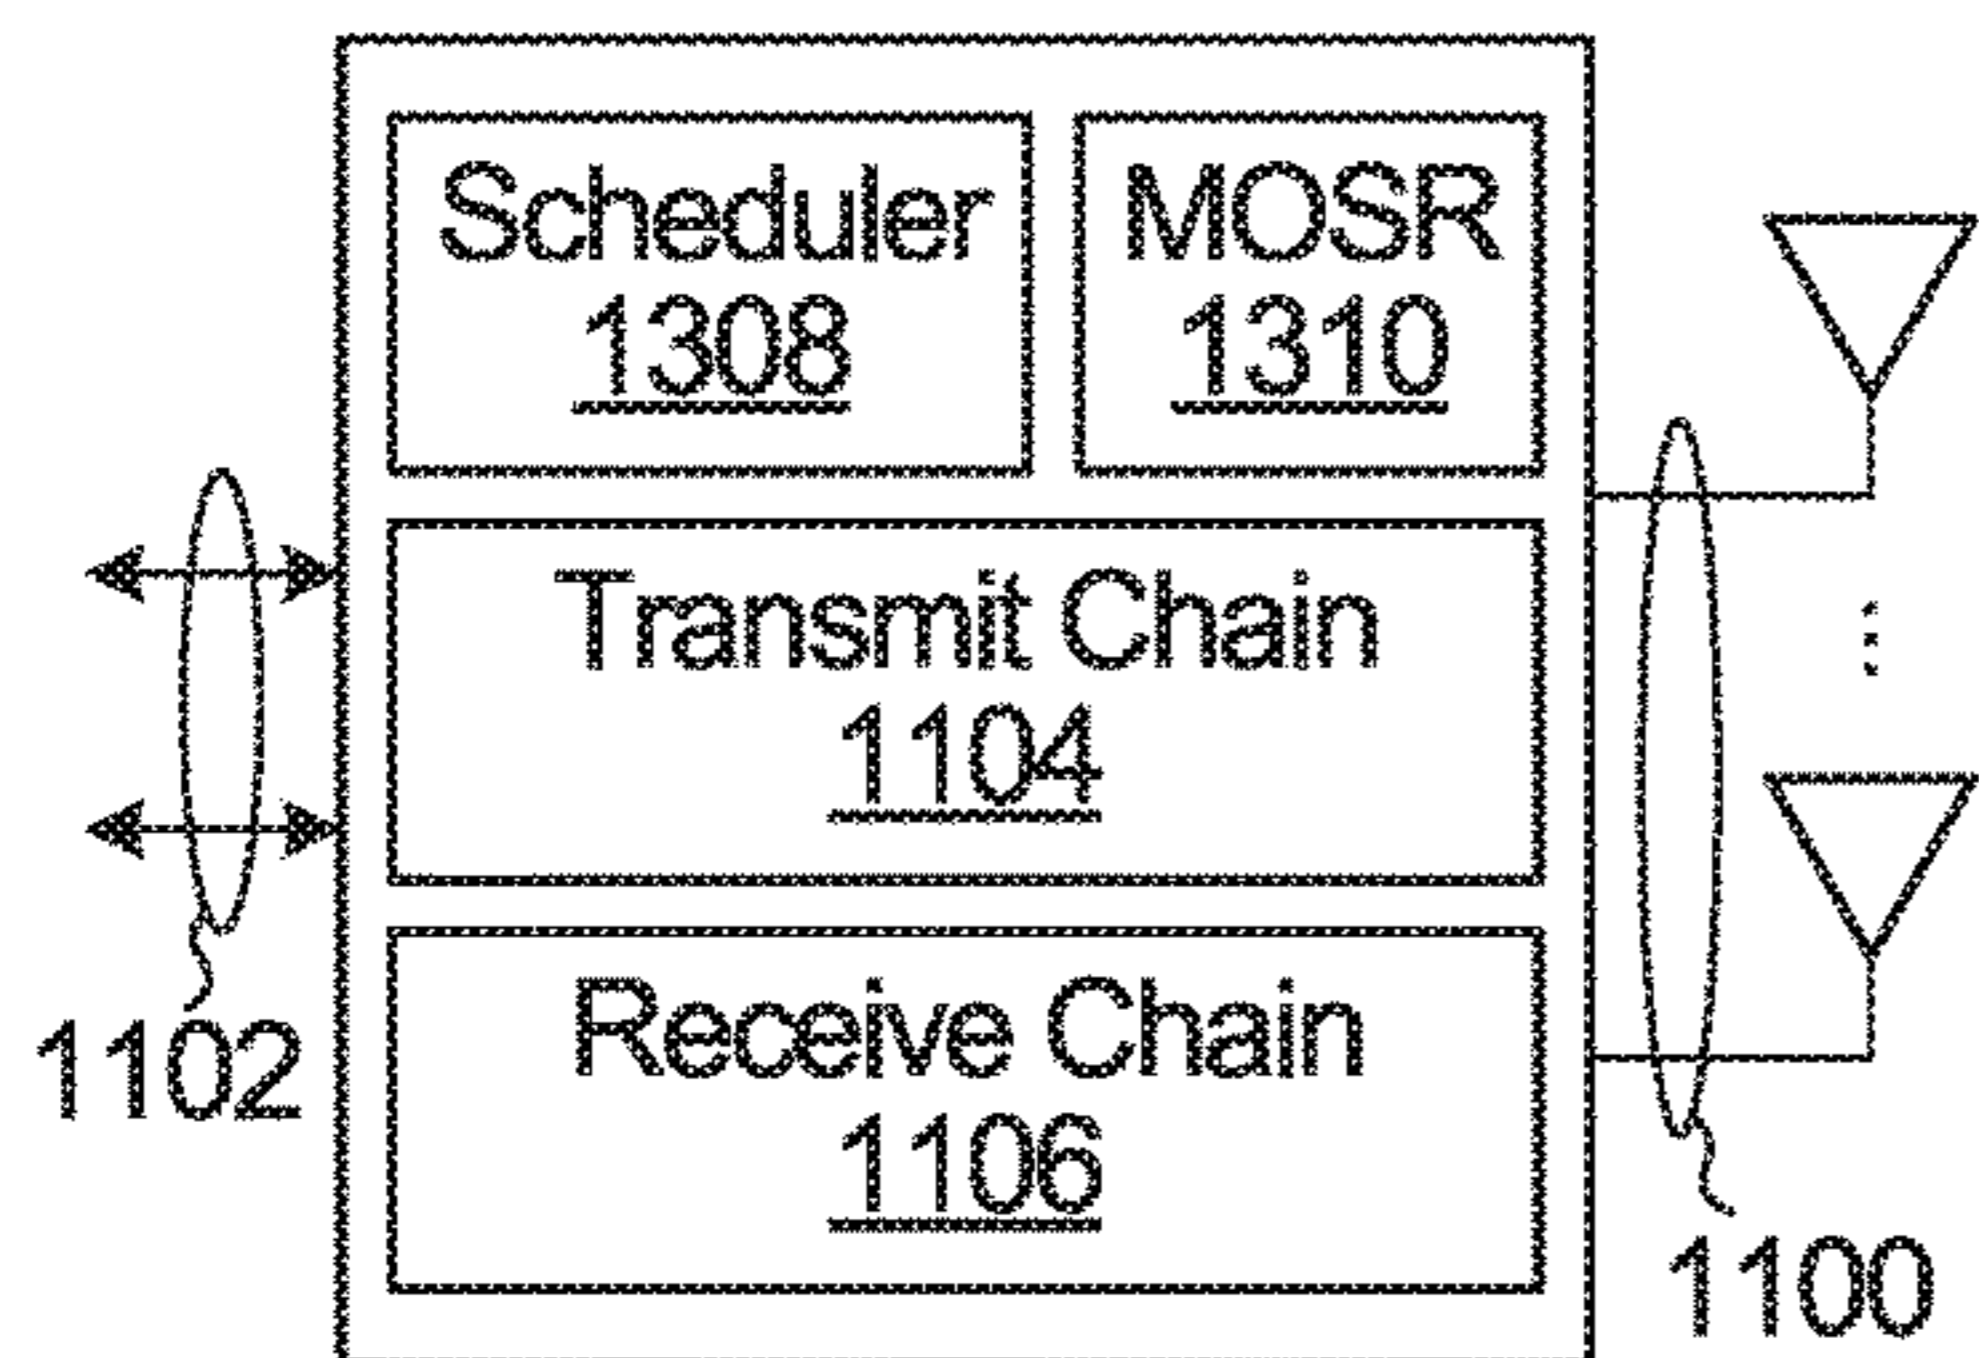 Scheduler
1308
MOSR
1310
Transmit Chain
1104
Receive Chain
1106
1102
1100